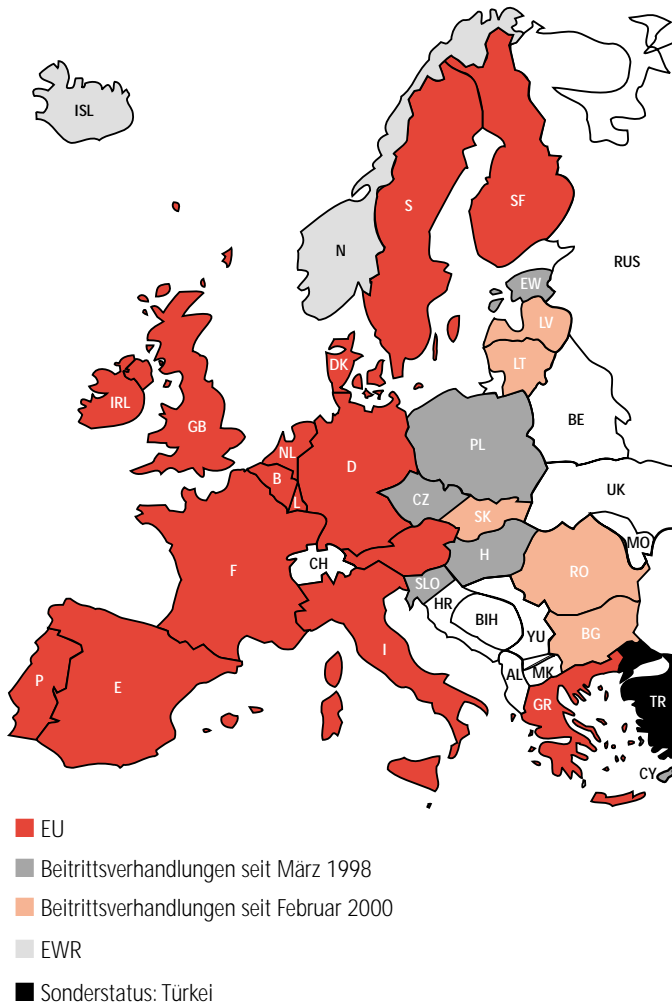 ISL
S
SF
N
RUS
EW
LV
LT
DK
IRL
GB
BE
NL
PL
D
B
L
CZ
UK
SK
MO
CH
H
F
RO
SLO
HR
BIH
YU
BG
I
P
E
AL
MK
GR
TR
CY
EU
Beitrittsverhandlungen seit März 1998
Beitrittsverhandlungen seit Februar 2000
EWR
Sonderstatus: Türkei